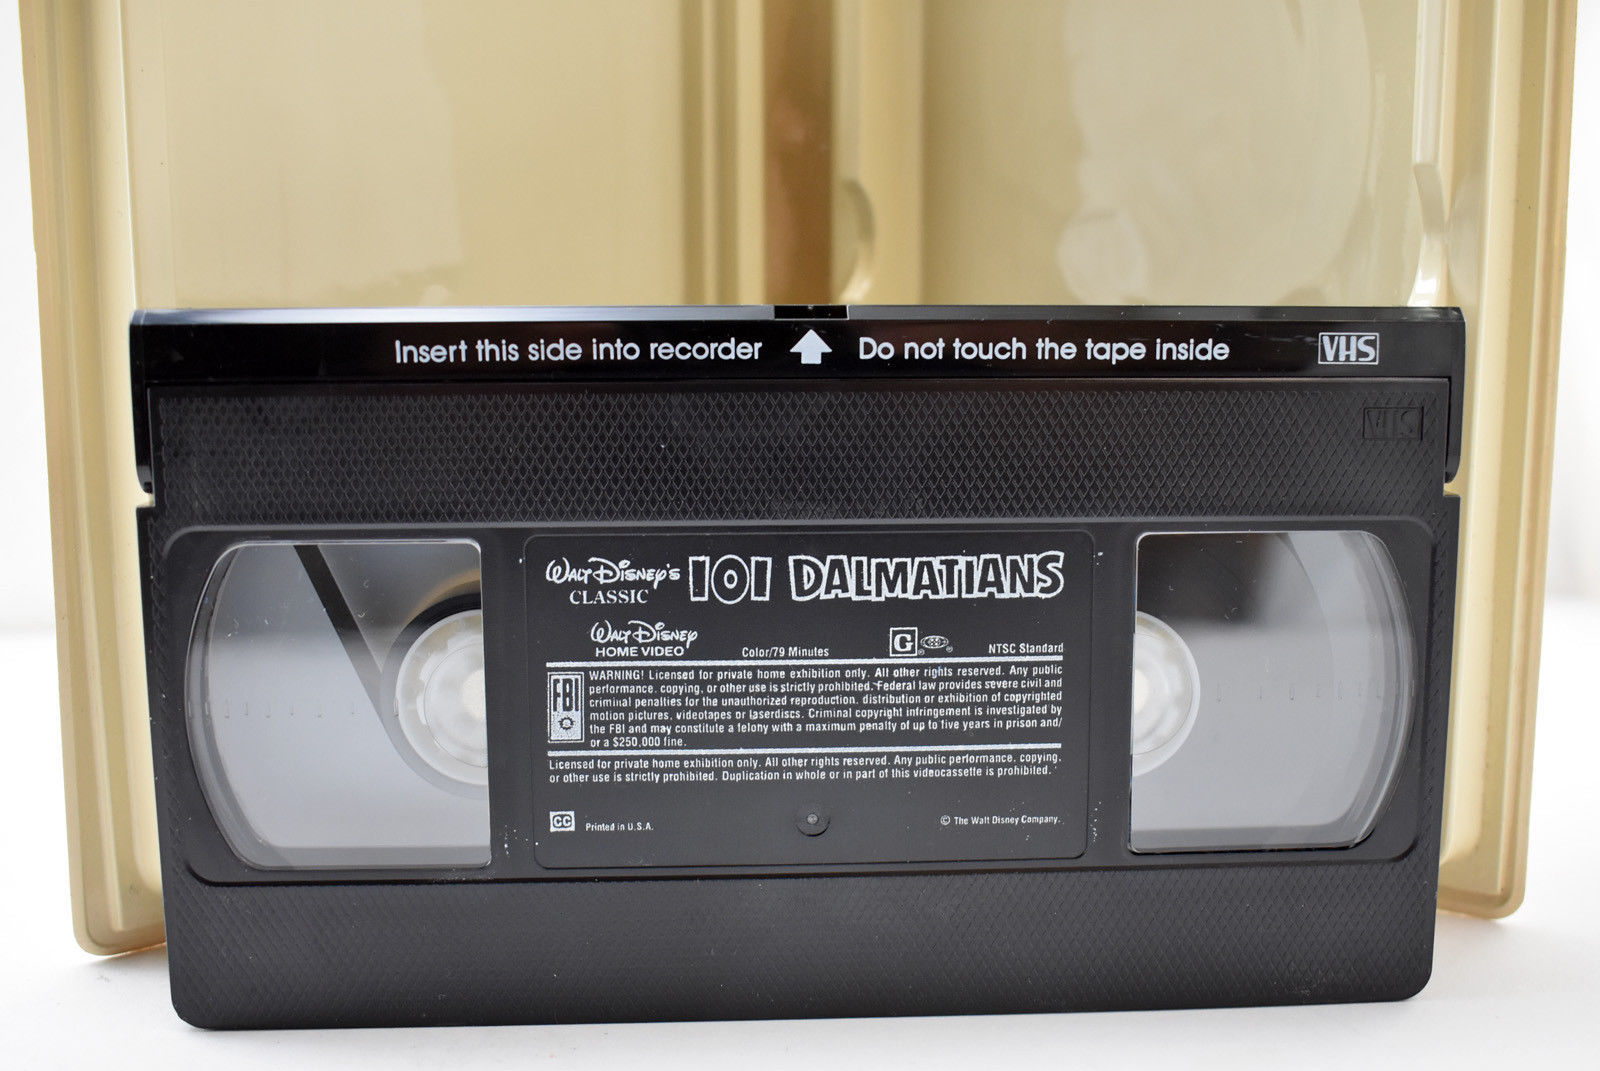 Insert this side into recorder Do not touch the tape inside VHS
VHS
WALT DISNEY'S 101 DALMATIANS
CLASSIC
WALT DISNEY
HOME VIDEO Color/79 Minutes G NTSC Standard
WARNING! Licensed for private home exhibition only. All other rights reserved. Any public
performance, copying, or other use is strictly prohibited. Federal law provides severe civil and
criminal penalties for the unauthorized reproduction, distribution or exhibition of copyrighted
FBI motion pictures, videotapes or laserdiscs. Criminal copyright infringement is investigated by
the FBI and may constitute a felony with a maximum penalty of up to five years in prison and/
or a $250,000 fine.
Licensed for private home exhibition only. All other rights reserved. Any public performance, copying,
or other use is strictly prohibited. Duplication in whole or in part of this videocassette is prohibited.
CC Printed in U.S.A. © The Walt Disney Company.